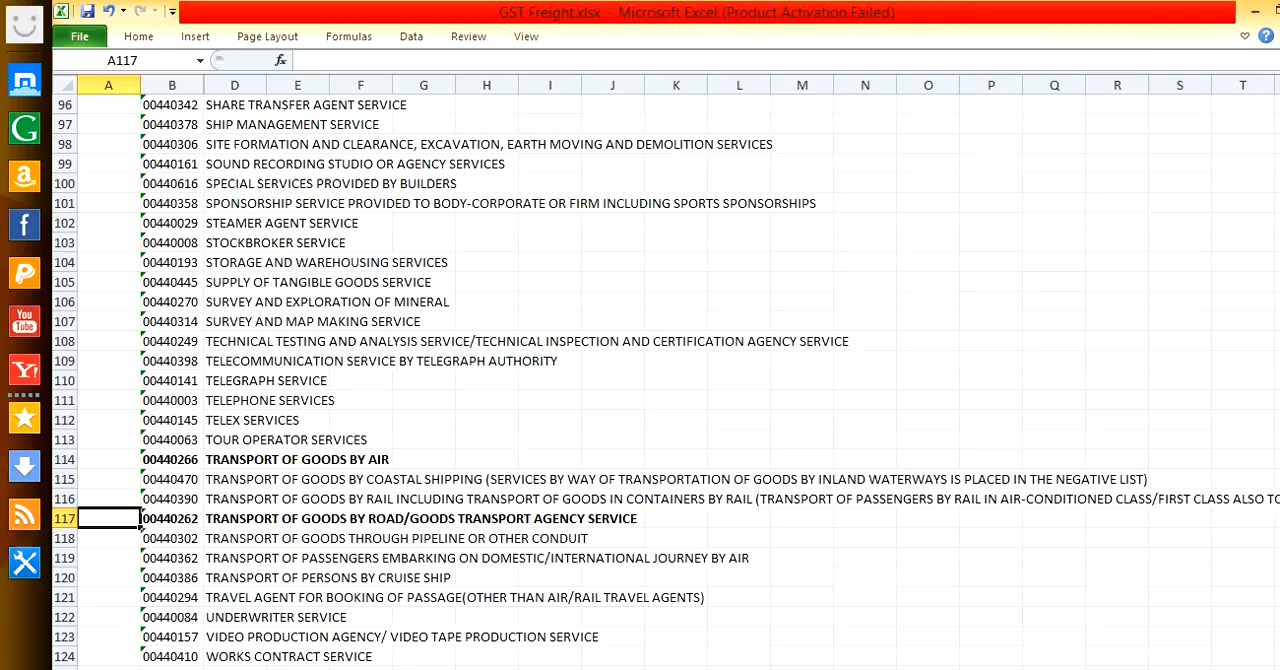 GST Freight.xlsx - Microsoft Excel (Product Activation Failed)
File Home Insert Page Layout Formulas Data Review View
A117 fx
A B D E F G H I J K L M N O P Q R S T
96 00440342 SHARE TRANSFER AGENT SERVICE
97 00440378 SHIP MANAGEMENT SERVICE
98 00440306 SITE FORMATION AND CLEARANCE, EXCAVATION, EARTH MOVING AND DEMOLITION SERVICES
99 00440161 SOUND RECORDING STUDIO OR AGENCY SERVICES
100 00440616 SPECIAL SERVICES PROVIDED BY BUILDERS
101 00440358 SPONSORSHIP SERVICE PROVIDED TO BODY-CORPORATE OR FIRM INCLUDING SPORTS SPONSORSHIPS
102 00440029 STEAMER AGENT SERVICE
103 00440008 STOCKBROKER SERVICE
104 00440193 STORAGE AND WAREHOUSING SERVICES
105 00440445 SUPPLY OF TANGIBLE GOODS SERVICE
106 00440270 SURVEY AND EXPLORATION OF MINERAL
107 00440314 SURVEY AND MAP MAKING SERVICE
108 00440249 TECHNICAL TESTING AND ANALYSIS SERVICE/TECHNICAL INSPECTION AND CERTIFICATION AGENCY SERVICE
109 00440398 TELECOMMUNICATION SERVICE BY TELEGRAPH AUTHORITY
110 00440141 TELEGRAPH SERVICE
111 00440003 TELEPHONE SERVICES
112 00440145 TELEX SERVICES
113 00440063 TOUR OPERATOR SERVICES
114 00440266 TRANSPORT OF GOODS BY AIR
115 00440470 TRANSPORT OF GOODS BY COASTAL SHIPPING (SERVICES BY WAY OF TRANSPORTATION OF GOODS BY INLAND WATERWAYS IS PLACED IN THE NEGATIVE LIST)
116 00440390 TRANSPORT OF GOODS BY RAIL INCLUDING TRANSPORT OF GOODS IN CONTAINERS BY RAIL (TRANSPORT OF PASSENGERS BY RAIL IN AIR-CONDITIONED CLASS/FIRST CLASS ALSO TO
117 00440262 TRANSPORT OF GOODS BY ROAD/GOODS TRANSPORT AGENCY SERVICE
118 00440302 TRANSPORT OF GOODS THROUGH PIPELINE OR OTHER CONDUIT
119 00440362 TRANSPORT OF PASSENGERS EMBARKING ON DOMESTIC/INTERNATIONAL JOURNEY BY AIR
120 00440386 TRANSPORT OF PERSONS BY CRUISE SHIP
121 00440294 TRAVEL AGENT FOR BOOKING OF PASSAGE(OTHER THAN AIR/RAIL TRAVEL AGENTS)
122 00440084 UNDERWRITER SERVICE
123 00440157 VIDEO PRODUCTION AGENCY/ VIDEO TAPE PRODUCTION SERVICE
124 00440410 WORKS CONTRACT SERVICE
G
a
f
P
You Tube
Y!